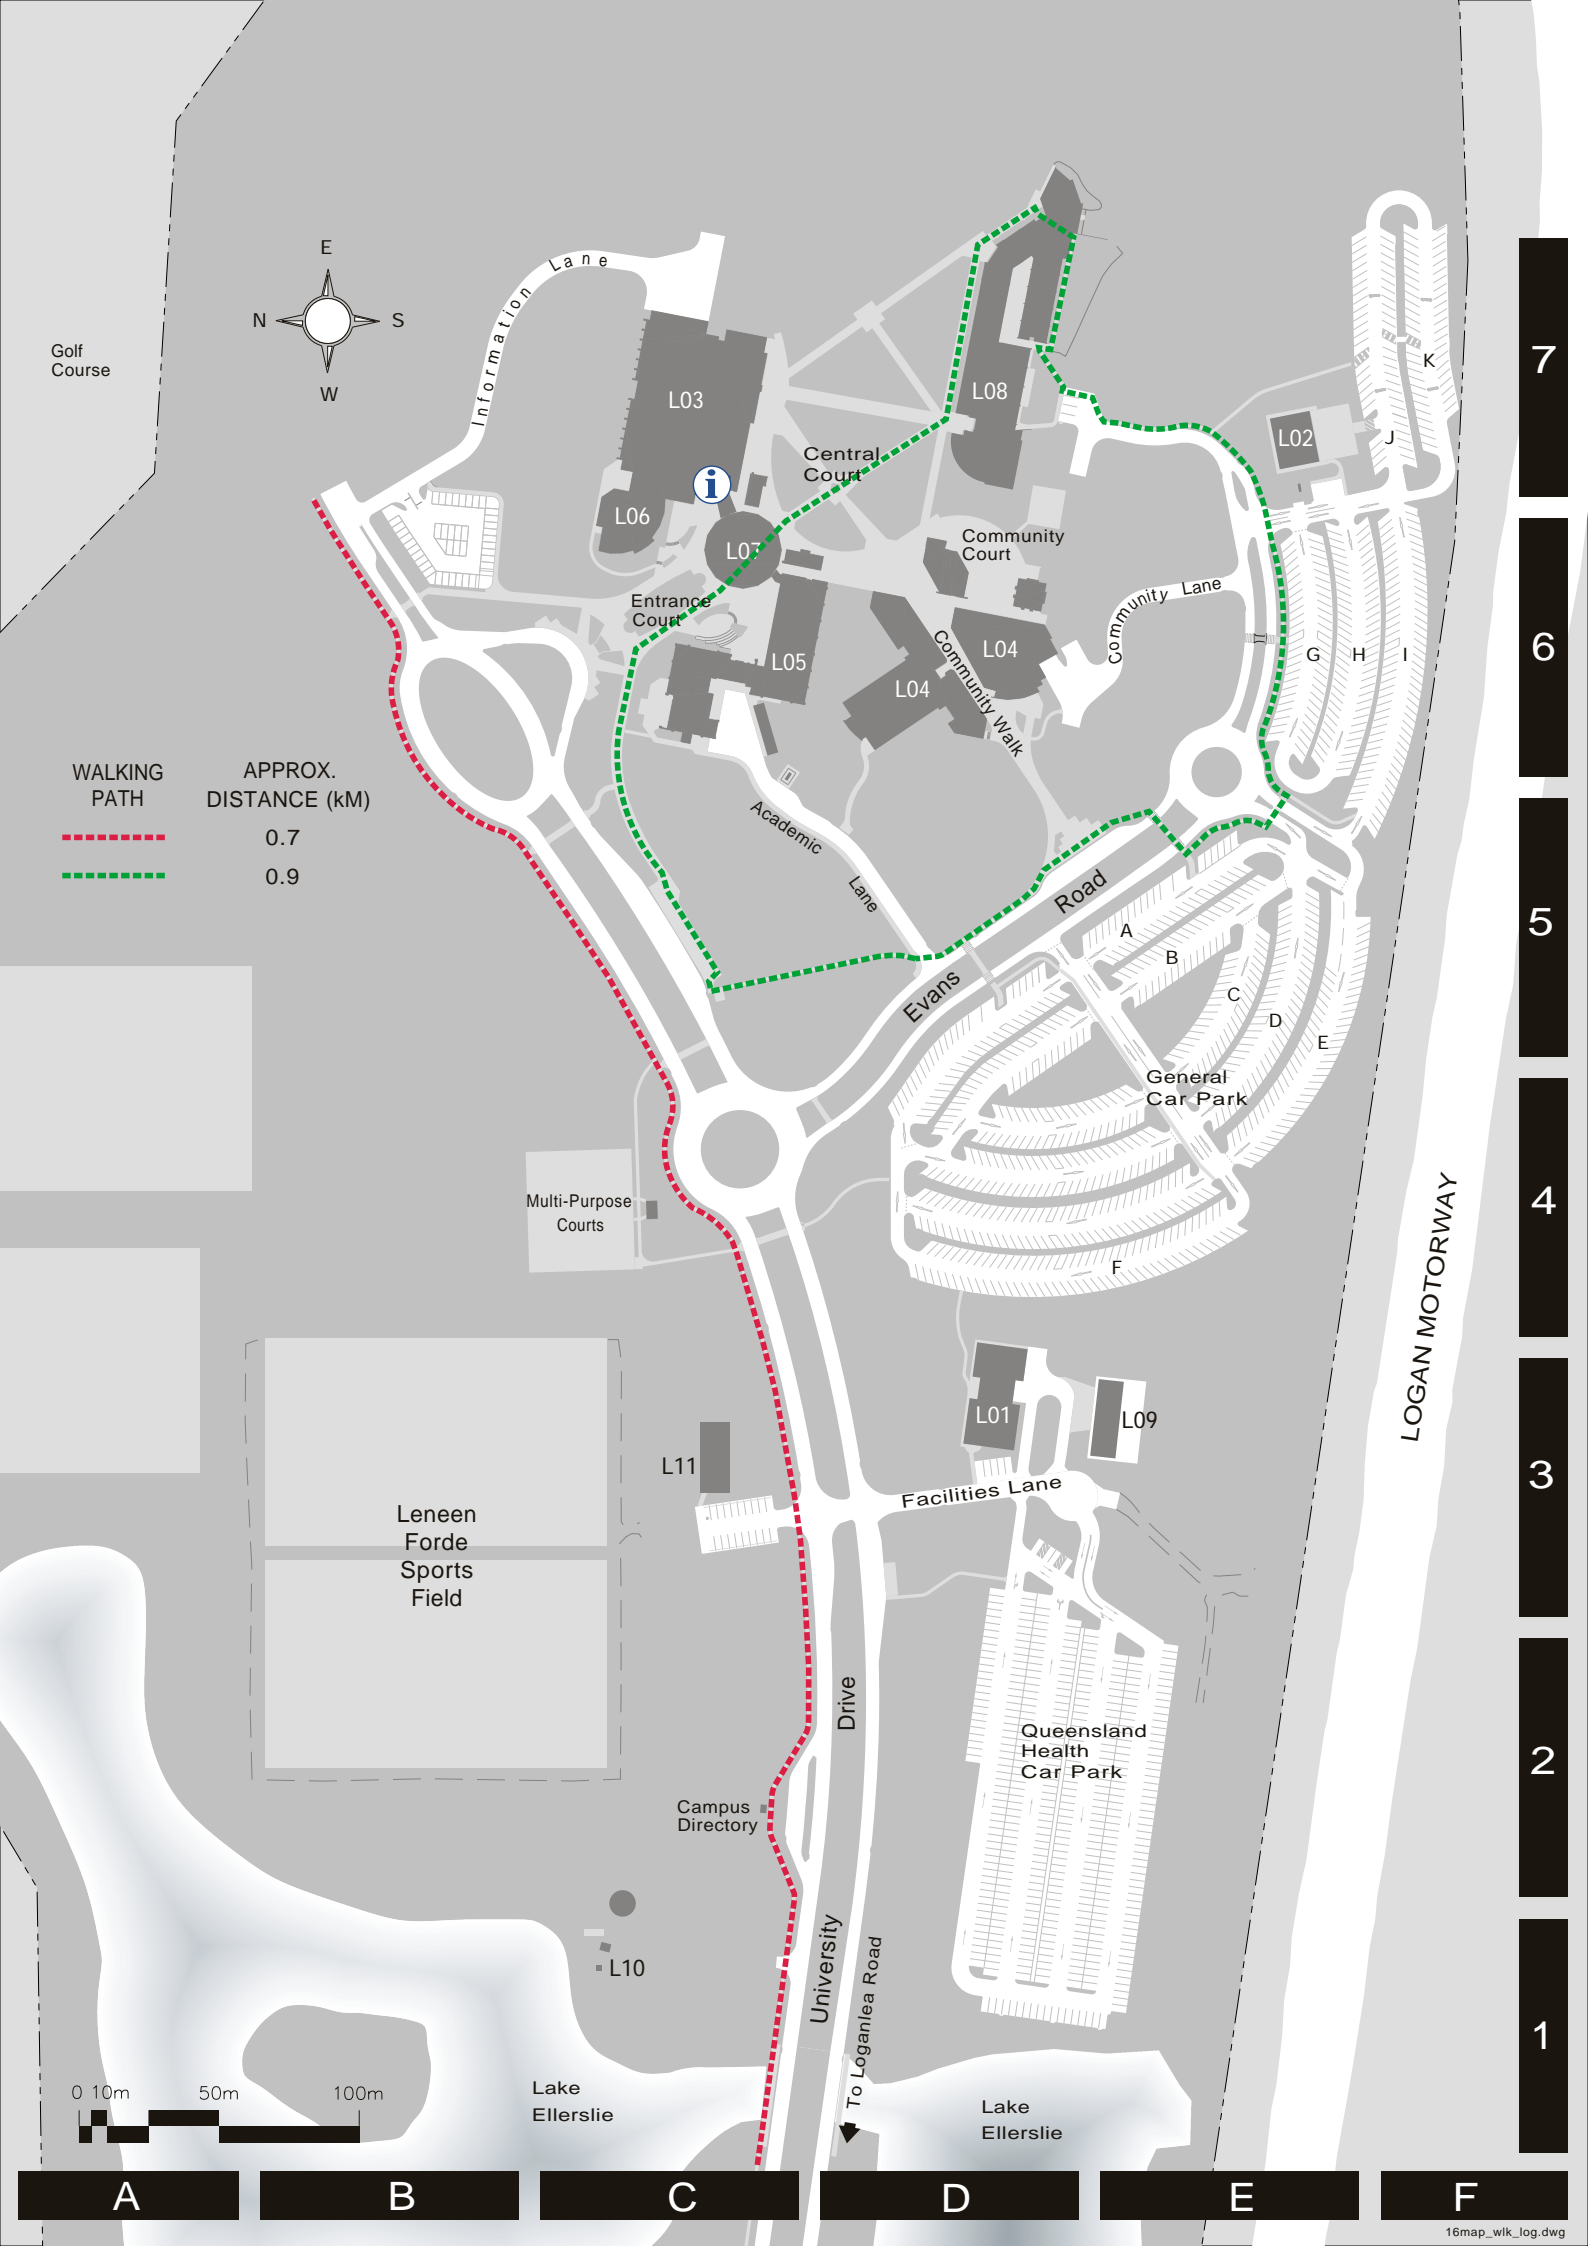 E
N
S
W
Golf
Course
Information Lane
L03
L08
L02
K
J
7
Central
Court
i
L06
L07
Community
Court
Entrance
Court
Community Lane
L05
L04
L04
Community Walk
G
H
I
6
WALKING
PATH
APPROX.
DISTANCE (kM)
0.7
0.9
Academic
Lane
Evans Road
A
B
C
D
E
5
General
Car Park
Multi-Purpose
Courts
F
4
LOGAN MOTORWAY
L01
L09
L11
Facilities Lane
3
Leneen
Forde
Sports
Field
University Drive
Queensland
Health
Car Park
2
Campus
Directory
L10
To Loganlea Road
1
0 10m 50m 100m
Lake
Ellerslie
Lake
Ellerslie
A B C D E F
16map_wlk_log.dwg